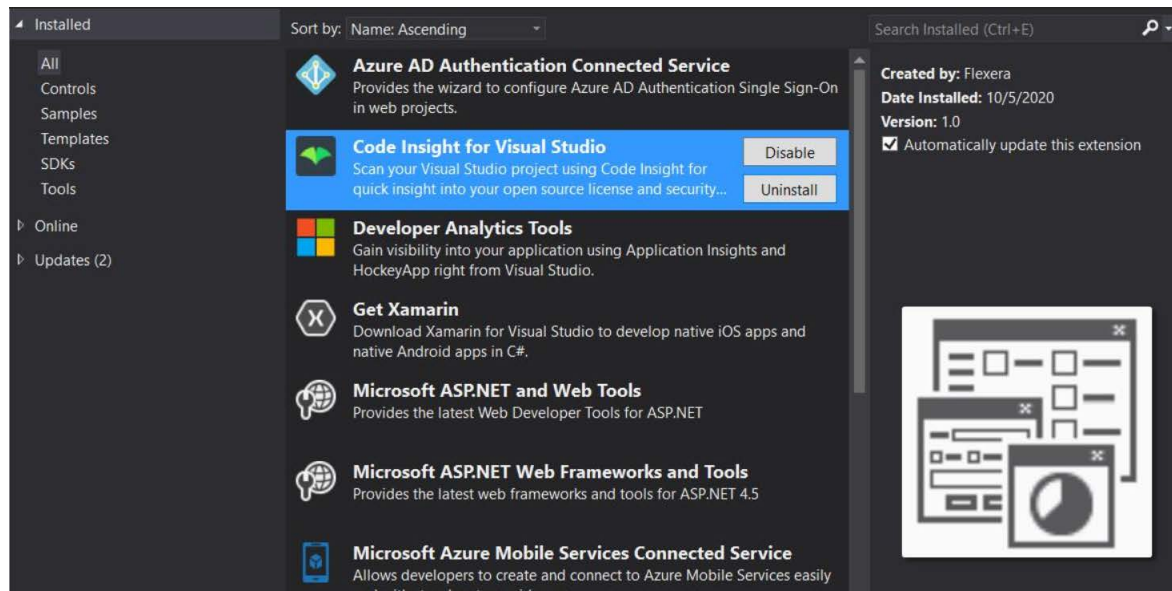 Installed
All
Controls
Samples
Templates
SDKs
Tools
Online
Updates (2)
Sort by: Name: Ascending
Azure AD Authentication Connected Service
Provides the wizard to configure Azure AD Authentication Single Sign-On
in web projects.
Code Insight for Visual Studio
Scan your Visual Studio project using Code Insight for
quick insight into your open source license and security...
Disable
Uninstall
Developer Analytics Tools
Gain visibility into your application using Application Insights and
HockeyApp right from Visual Studio.
Get Xamarin
Download Xamarin for Visual Studio to develop native iOS apps and
native Android apps in C#.
Microsoft ASP.NET and Web Tools
Provides the latest Web Developer Tools for ASP.NET
Microsoft ASP.NET Web Frameworks and Tools
Provides the latest web frameworks and tools for ASP.NET 4.5
Microsoft Azure Mobile Services Connected Service
Allows developers to create and connect to Azure Mobile Services easily
Search Installed (Ctrl+E)
Created by: Flexera
Date Installed: 10/5/2020
Version: 1.0
Automatically update this extension